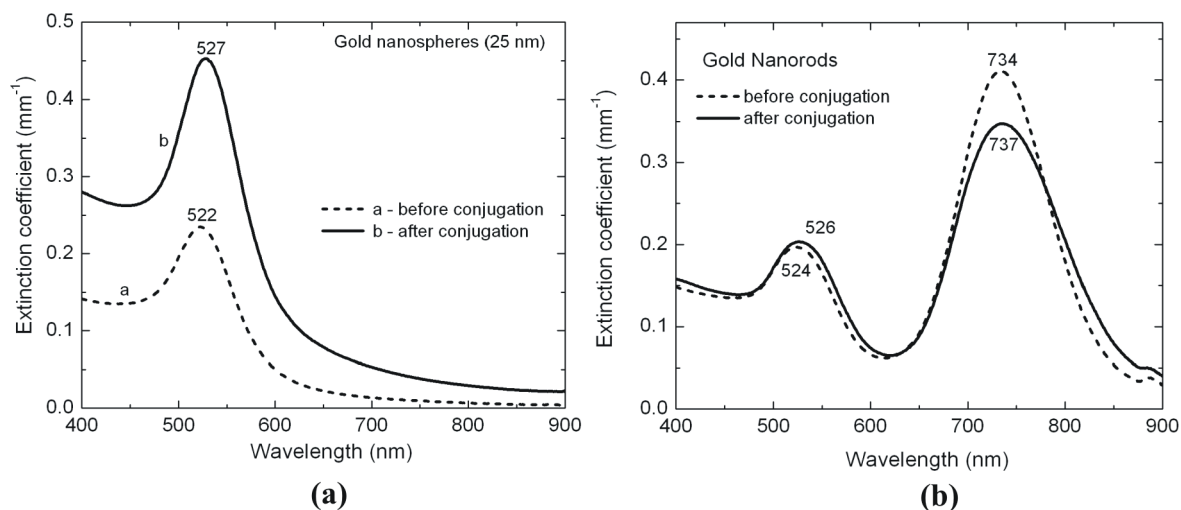 0.5
0.4
0.3
0.2
0.1
0.0
Extinction coefficient (mm⁻¹)
Gold nanospheres (25 nm)
527
b
522
a
a - before conjugation
b - after conjugation
400 500 600 700 800 900
Wavelength (nm)
(a)
0.4
0.3
0.2
0.1
0.0
Extinction coefficient (mm⁻¹)
Gold Nanorods
before conjugation
after conjugation
734
737
526
524
400 500 600 700 800 900
Wavelength (nm)
(b)